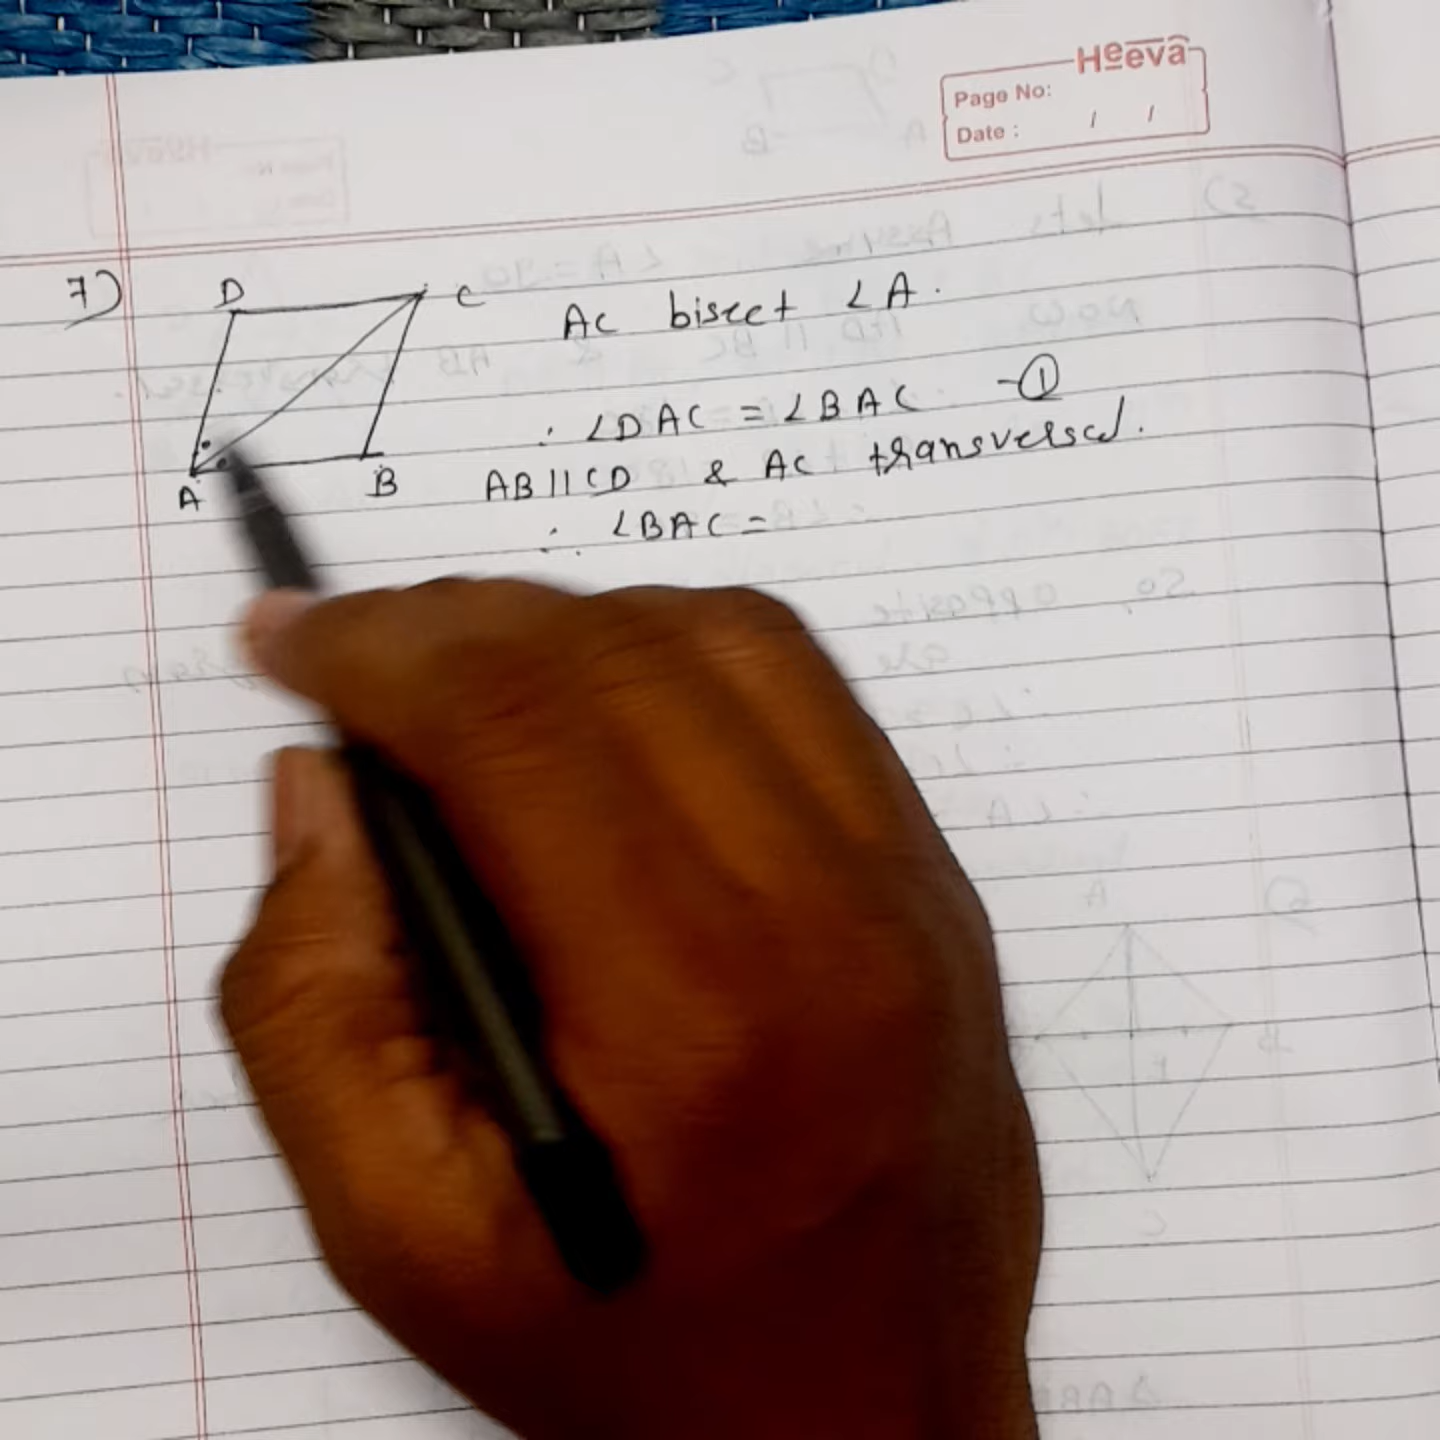 Heeva
Page No:
Date : / /
7)
D
C
A
B
AC bisect ∠A.
∴ ∠DAC = ∠BAC -①
AB||CD & AC transversal.
∴ ∠BAC =